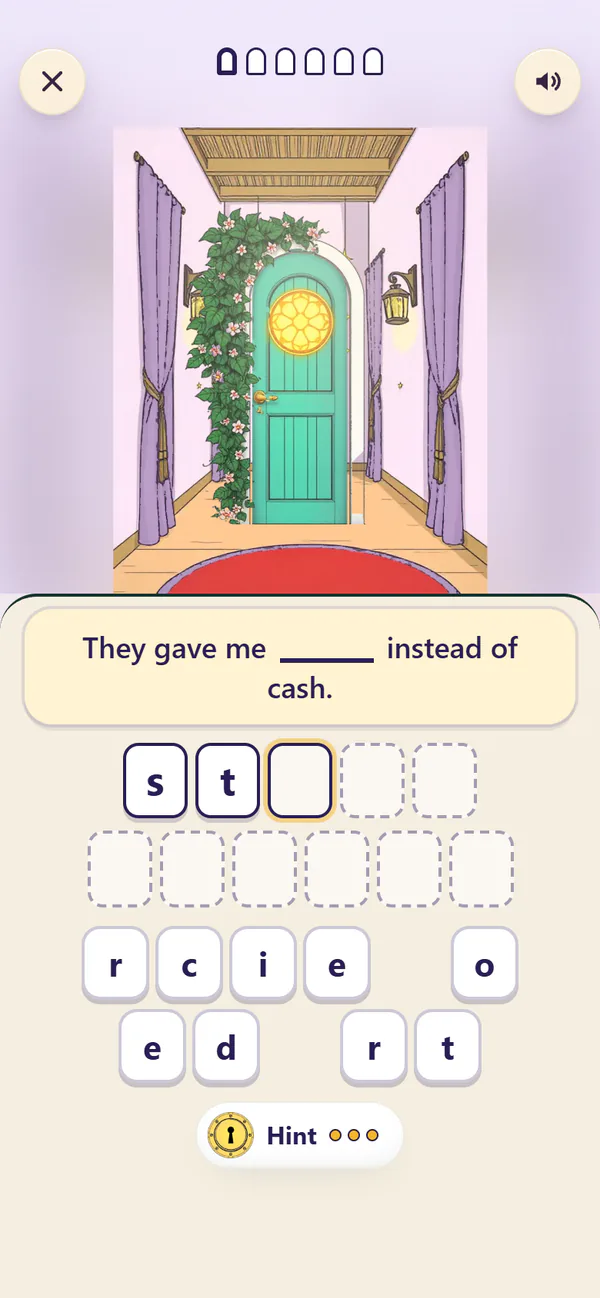 They gave me ______ instead of
cash.
s t
r c i e o
e d r t
Hint